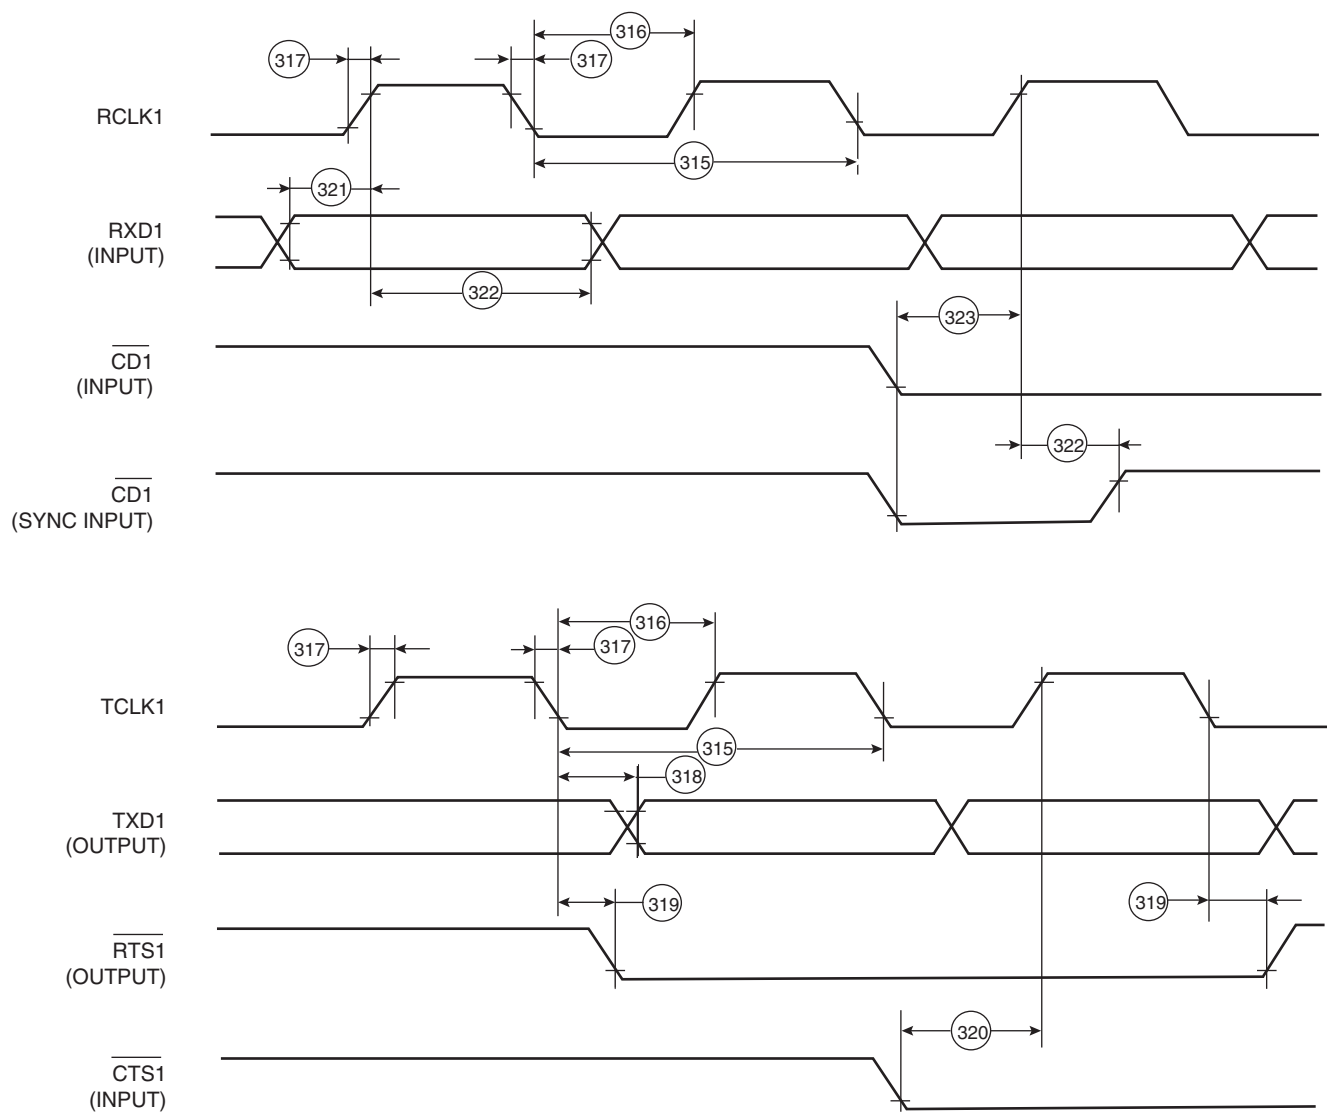 316
317
317
RCLK1
315
321
RXD1
(INPUT)
322
323
CD1
(INPUT)
322
CD1
(SYNC INPUT)
316
317
317
TCLK1
315
318
TXD1
(OUTPUT)
319
319
RTS1
(OUTPUT)
320
CTS1
(INPUT)